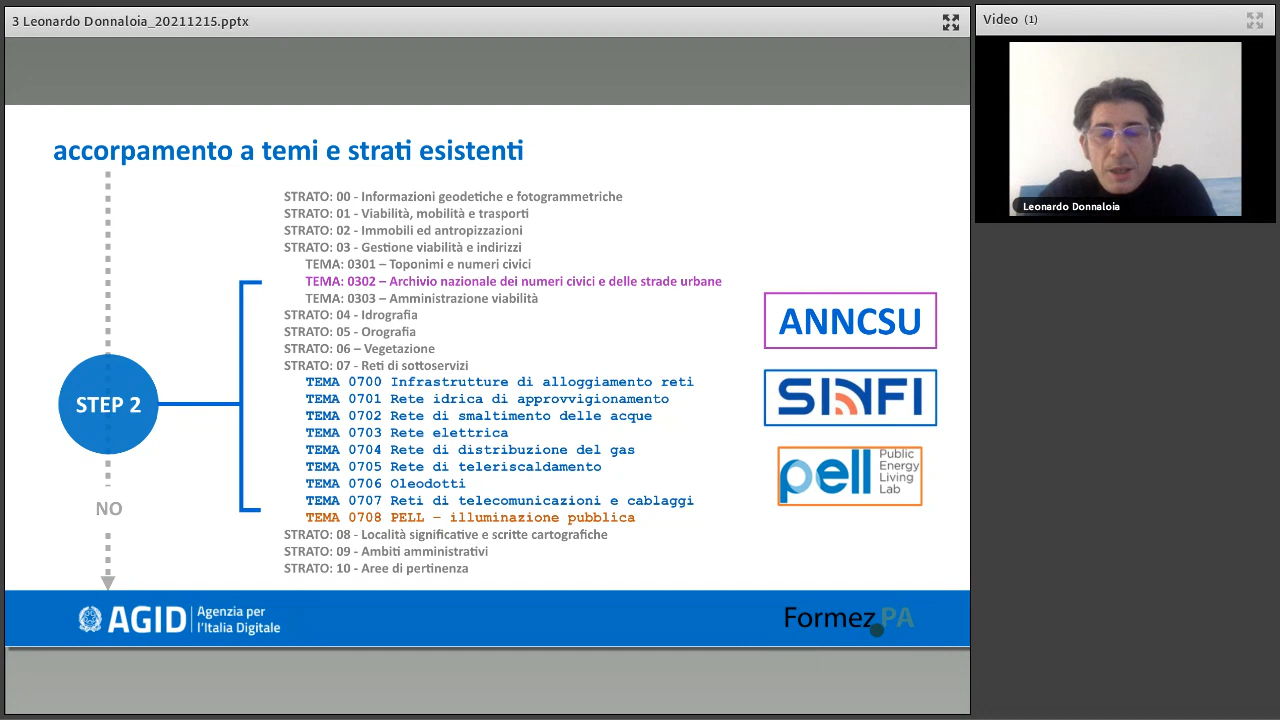 3 Leonardo Donnaloia_20211215.pptx
Video (1)
Leonardo Donnaloia
accorpamento a temi e strati esistenti
STRATO: 00 - Informazioni geodetiche e fotogrammetriche
STRATO: 01 - Viabilità, mobilità e trasporti
STRATO: 02 - Immobili ed antropizzazioni
STRATO: 03 - Gestione viabilità e indirizzi
TEMA: 0301 – Toponimi e numeri civici
TEMA: 0302 – Archivio nazionale dei numeri civici e delle strade urbane
TEMA: 0303 – Amministrazione viabilità
STRATO: 04 - Idrografia
STRATO: 05 - Orografia
STRATO: 06 – Vegetazione
STRATO: 07 - Reti di sottoservizi
TEMA 0700 Infrastrutture di alloggiamento reti
TEMA 0701 Rete idrica di approvvigionamento
TEMA 0702 Rete di smaltimento delle acque
TEMA 0703 Rete elettrica
TEMA 0704 Rete di distribuzione del gas
TEMA 0705 Rete di teleriscaldamento
TEMA 0706 Oleodotti
TEMA 0707 Reti di telecomunicazioni e cablaggi
TEMA 0708 PELL – illuminazione pubblica
STRATO: 08 - Località significative e scritte cartografiche
STRATO: 09 - Ambiti amministrativi
STRATO: 10 - Aree di pertinenza
STEP 2
NO
ANNCSU
SINFI
pell
Public
Energy
Living
Lab
AGID
Agenzia per
l'Italia Digitale
Formez PA